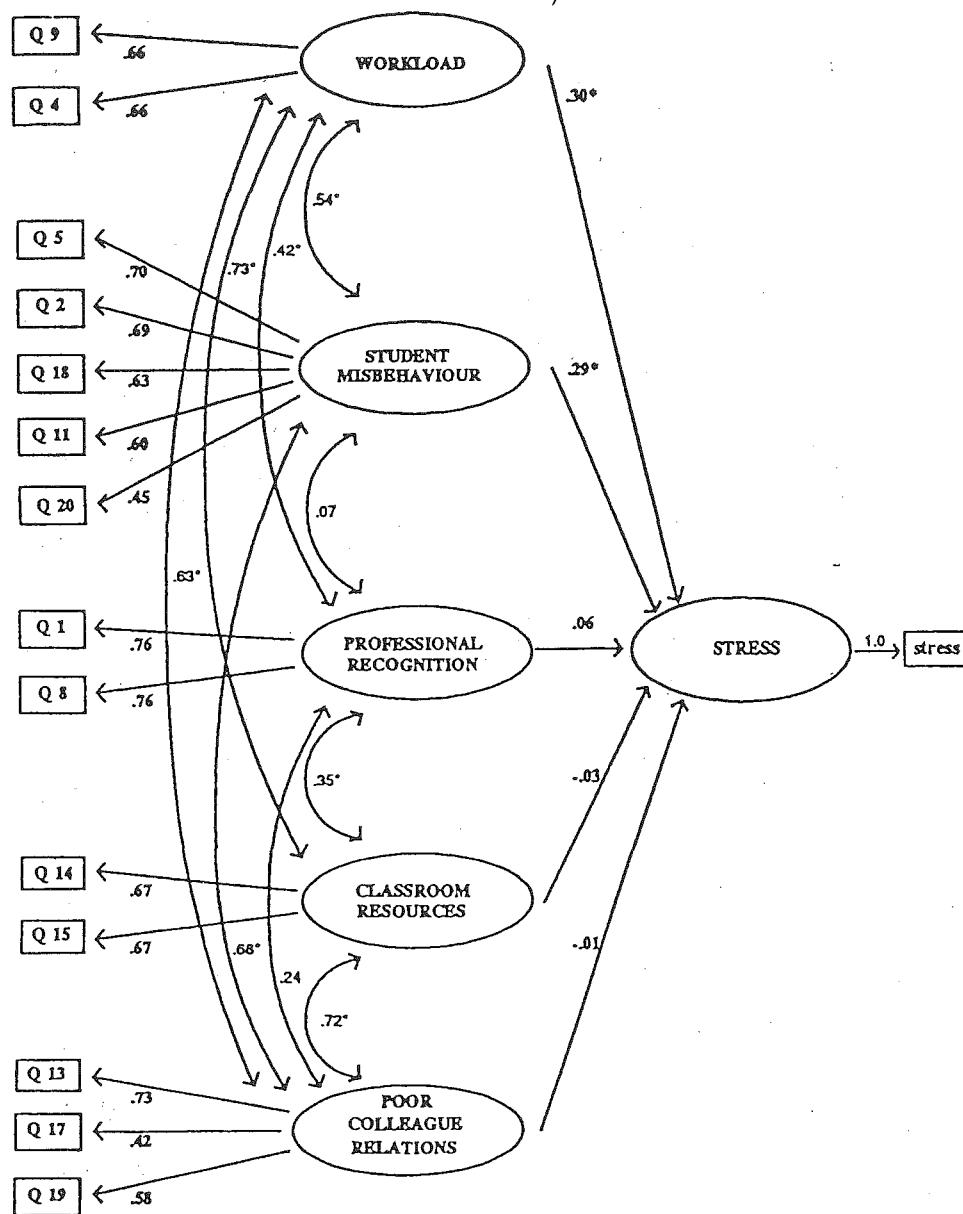 Q 9
.66
WORKLOAD
Q 4
.66
.30*
.54*
Q 5
.42*
.73*
.70
Q 2
.69
STUDENT
MISBEHAVIOUR
.29*
Q 18
.63
Q 11
.60
Q 20
.45
.07
.63*
Q 1
.76
PROFESSIONAL
RECOGNITION
.06
STRESS
1.0
stress
Q 8
.76
.35*
-.03
Q 14
.67
CLASSROOM
RESOURCES
Q 15
.67
.68*
.24
-.01
.72*
Q 13
.73
POOR
COLLEAGUE
RELATIONS
Q 17
.42
Q 19
.58